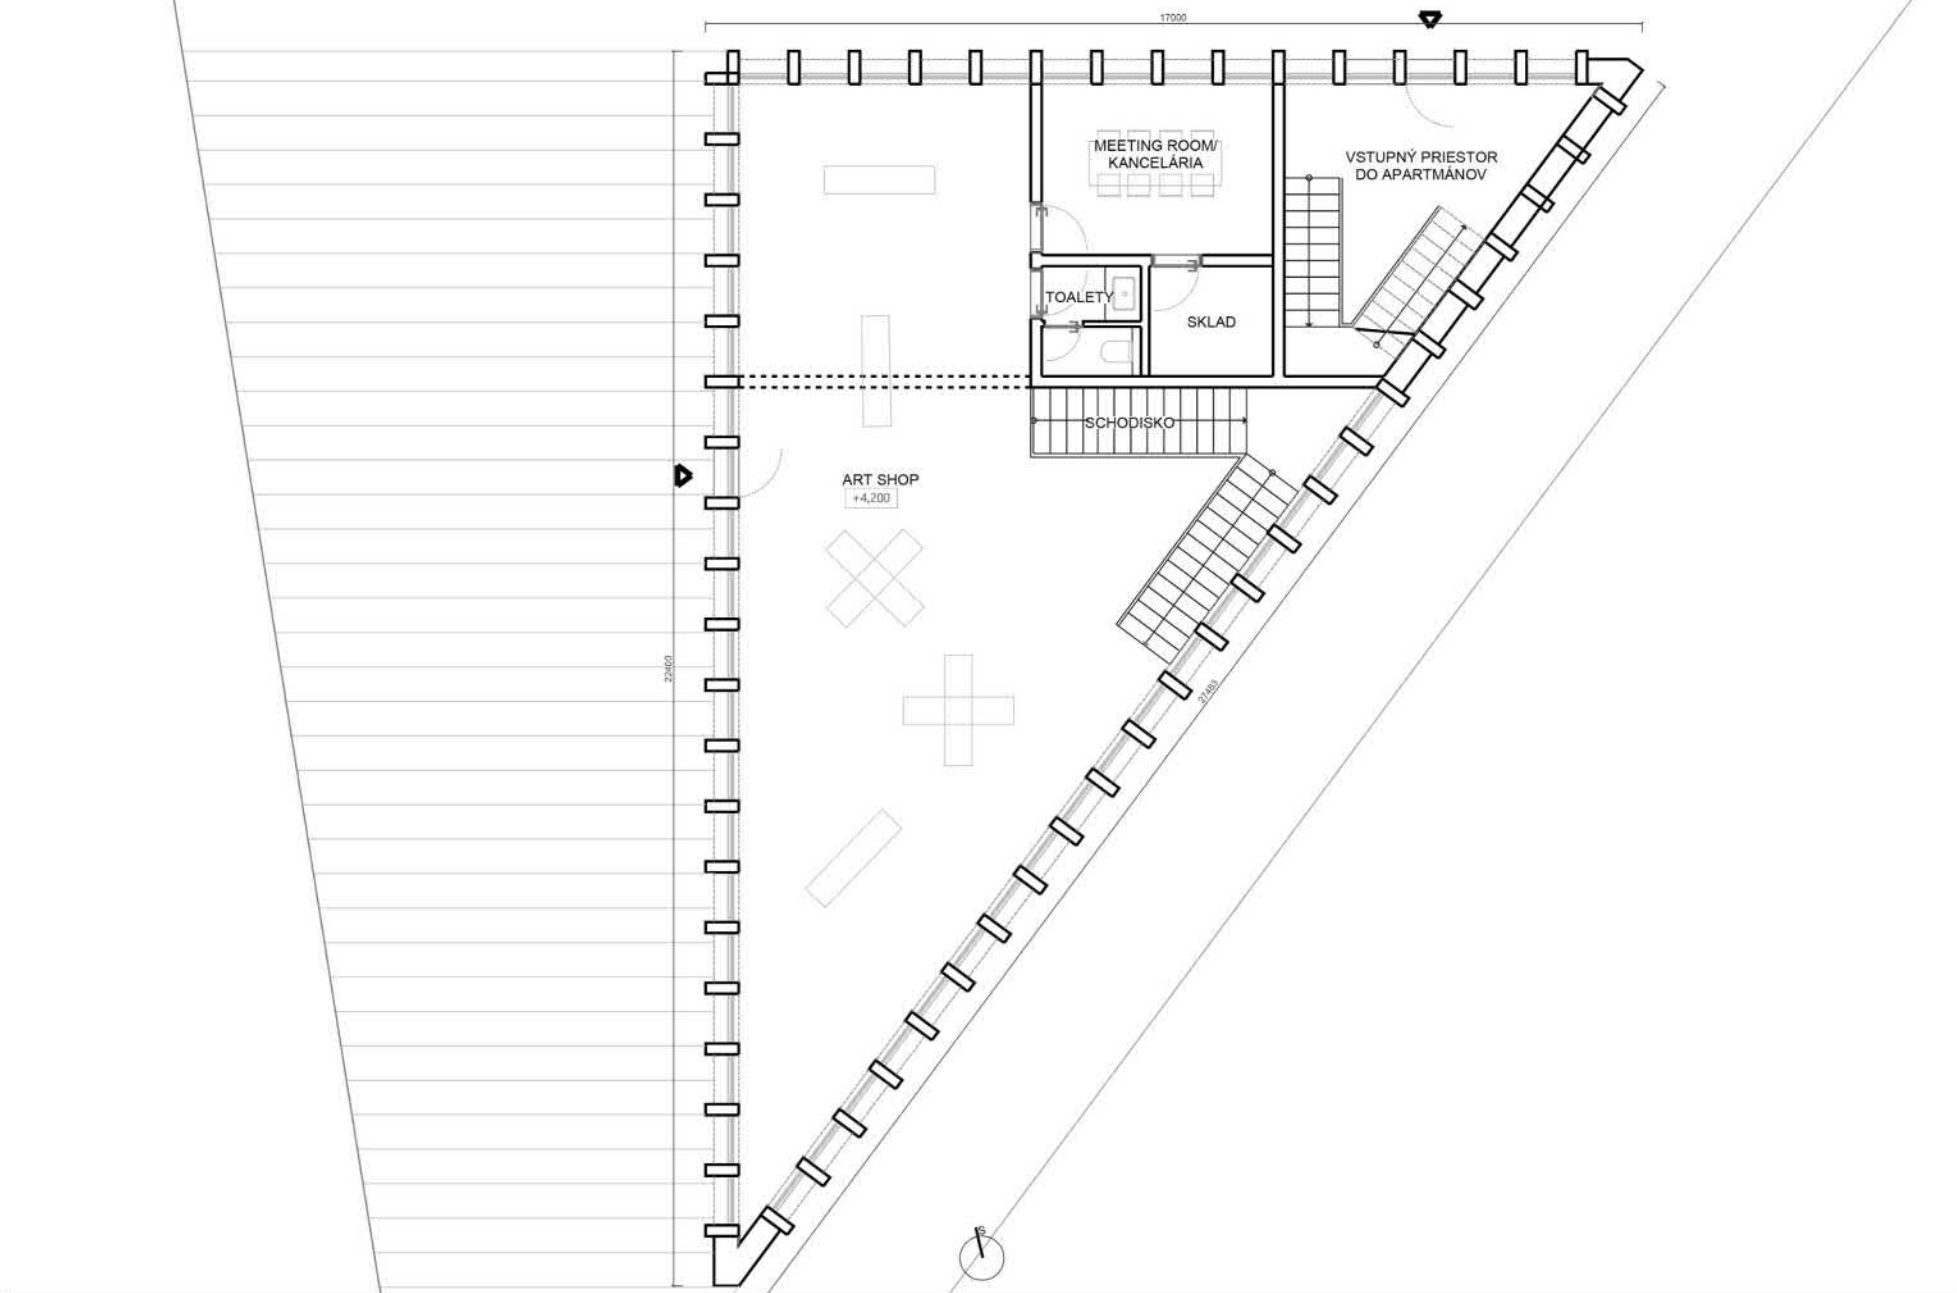 17000
MEETING ROOM/
KANCELÁRIA
VSTUPNÝ PRIESTOR
DO APARTMÁNOV
TOALETY
SKLAD
SCHODISKO
ART SHOP
+4,200
22400
27483
S